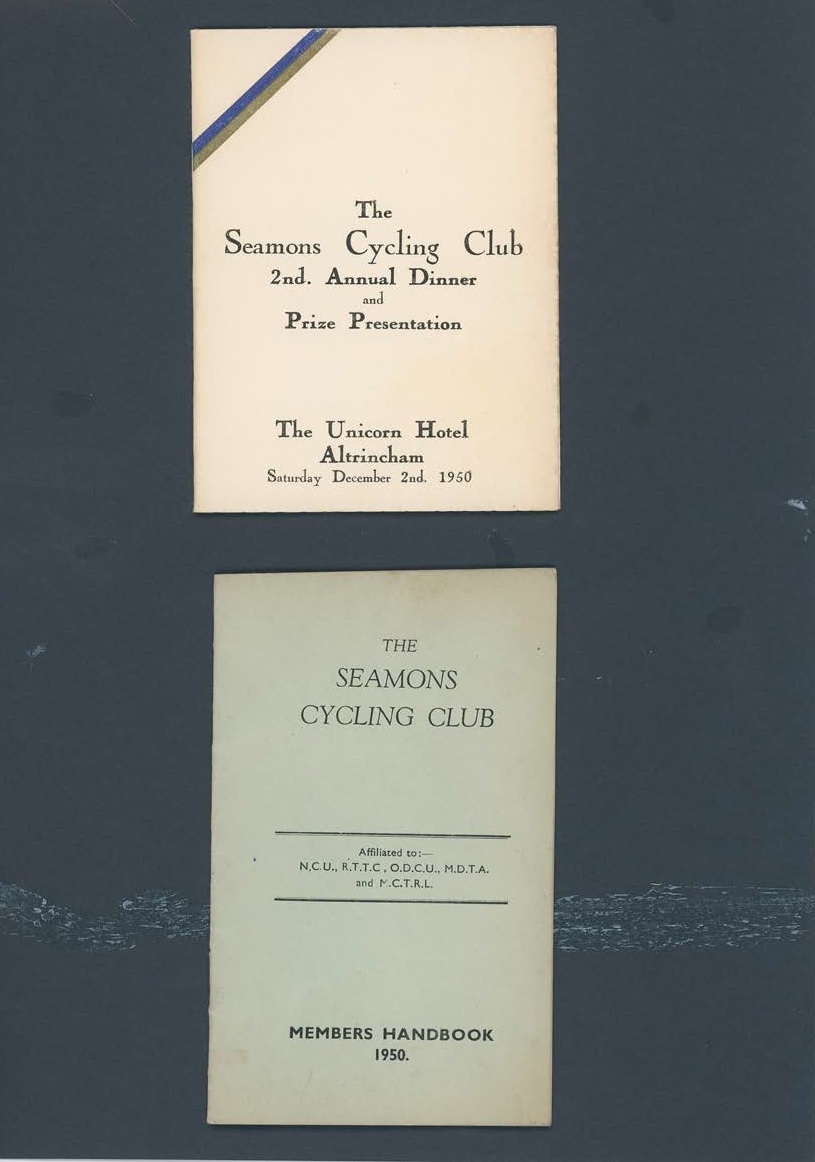 The
Seamons Cycling Club
2nd. Annual Dinner
and
Prize Presentation
The Unicorn Hotel
Altrincham
Saturday December 2nd. 1950
THE
SEAMONS
CYCLING CLUB
Affiliated to:—
N.C.U., R.T.T.C, O.D.C.U., M.D.T.A.
and M.C.T.R.L.
MEMBERS HANDBOOK
1950.